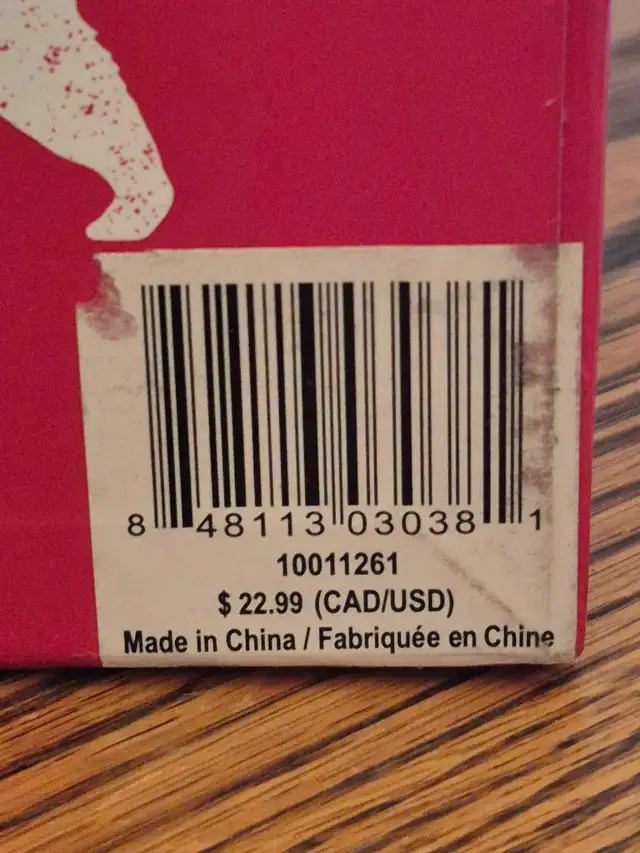 8 48113 03038 1
10011261
$ 22.99 (CAD/USD)
Made in China / Fabriquée en Chine